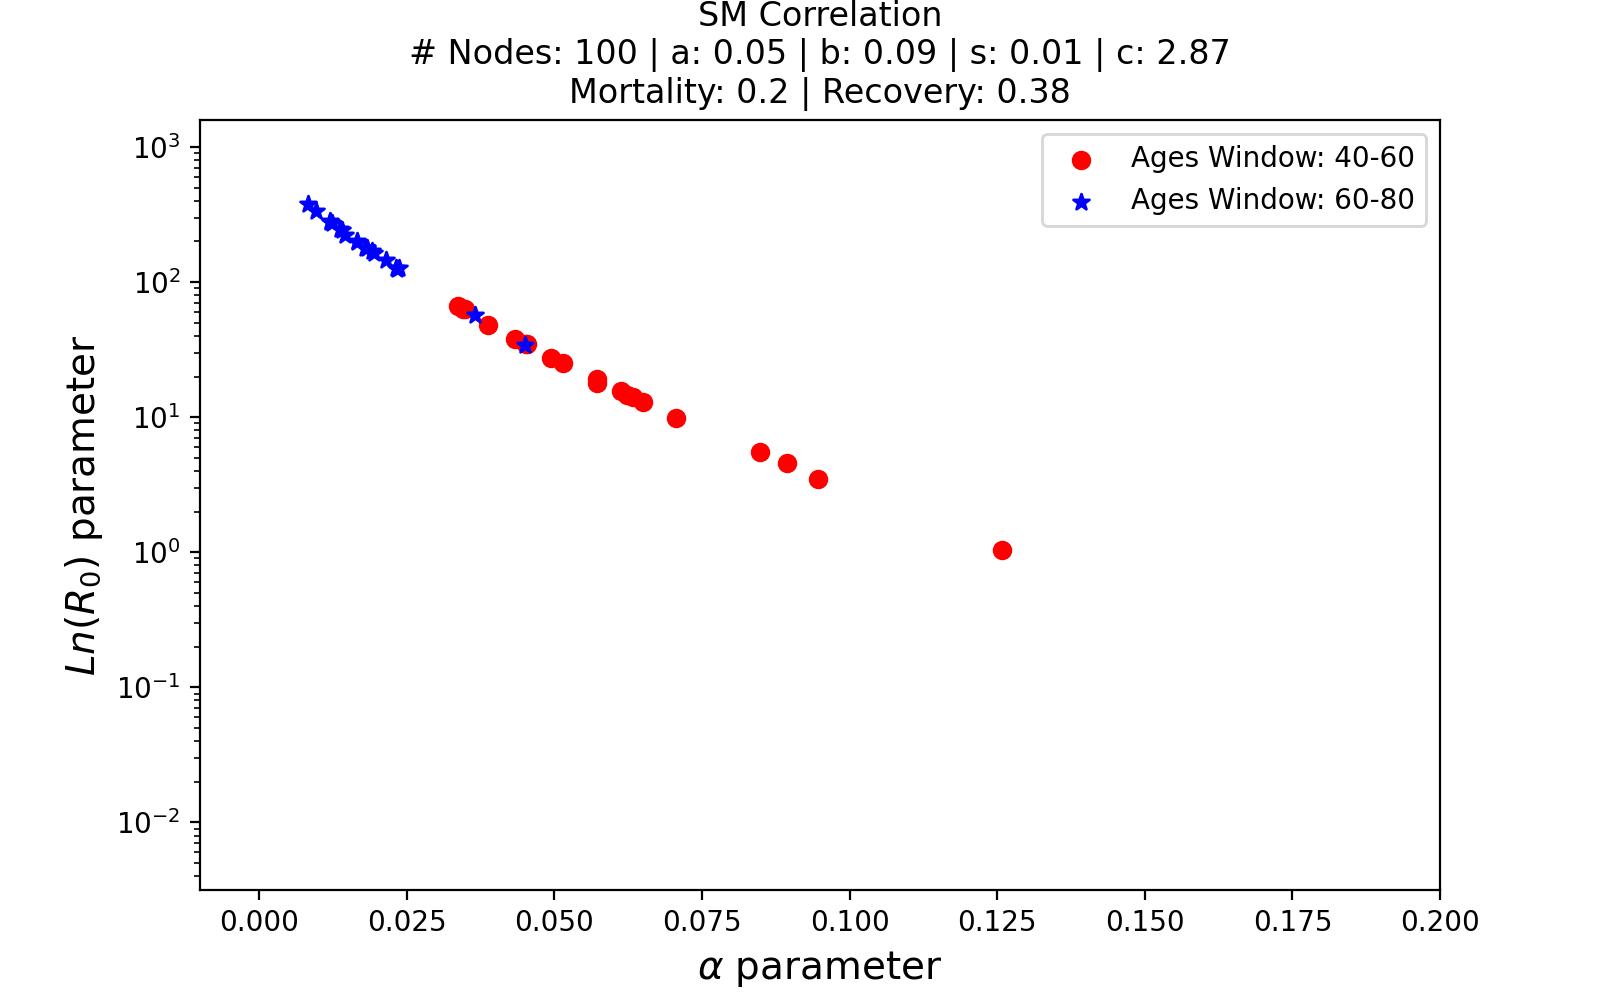 SM Correlation
# Nodes: 100 | a: 0.05 | b: 0.09 | s: 0.01 | c: 2.87
Mortality: 0.2 | Recovery: 0.38
Ages Window: 40-60
Ages Window: 60-80
10³
10²
10¹
10⁰
10⁻¹
10⁻²
Ln(R₀) parameter
0.000 0.025 0.050 0.075 0.100 0.125 0.150 0.175 0.200
α parameter